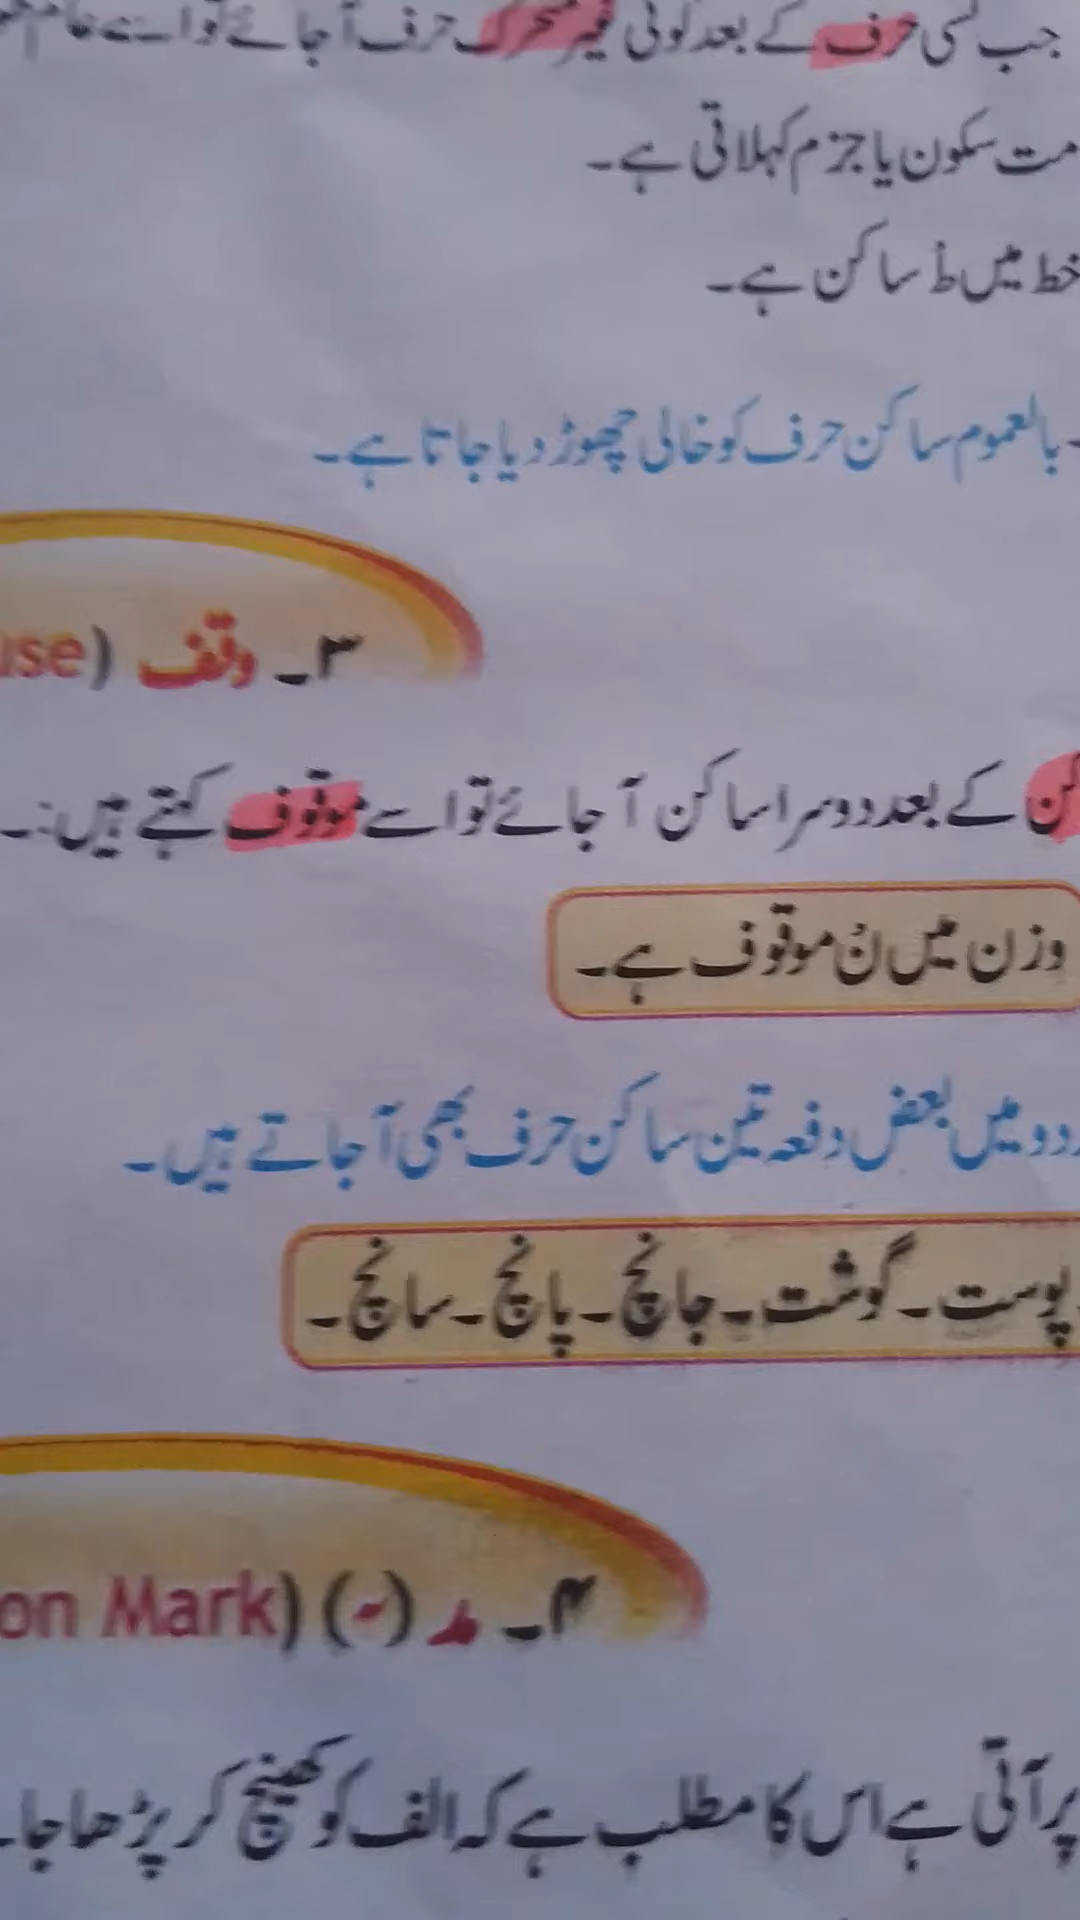 جب کسی حرف کے بعد کوئی غیر متحرک حرف آ جائے تو اسے
مت سکون یا جزم کہلاتی ہے۔
خط میں ط ساکن ہے۔
۔ بالعموم ساکن حرف کو خالی چھوڑ دیا جاتا ہے۔
۳۔ وقف (use
کن کے بعد دوسرا ساکن آ جائے تو اسے موقوف کہتے ہیں:۔
وزن میں نْ موقوف ہے۔
ردو میں بعض دفعہ تین ساکن حرف بھی آ جاتے ہیں۔
پوست۔ گوشت۔ جانچ۔ پانچ۔ سانچ۔
۴۔ مد (~) (on Mark
پر آتی ہے اس کا مطلب ہے کہ الف کو کھینچ کر پڑھا جا